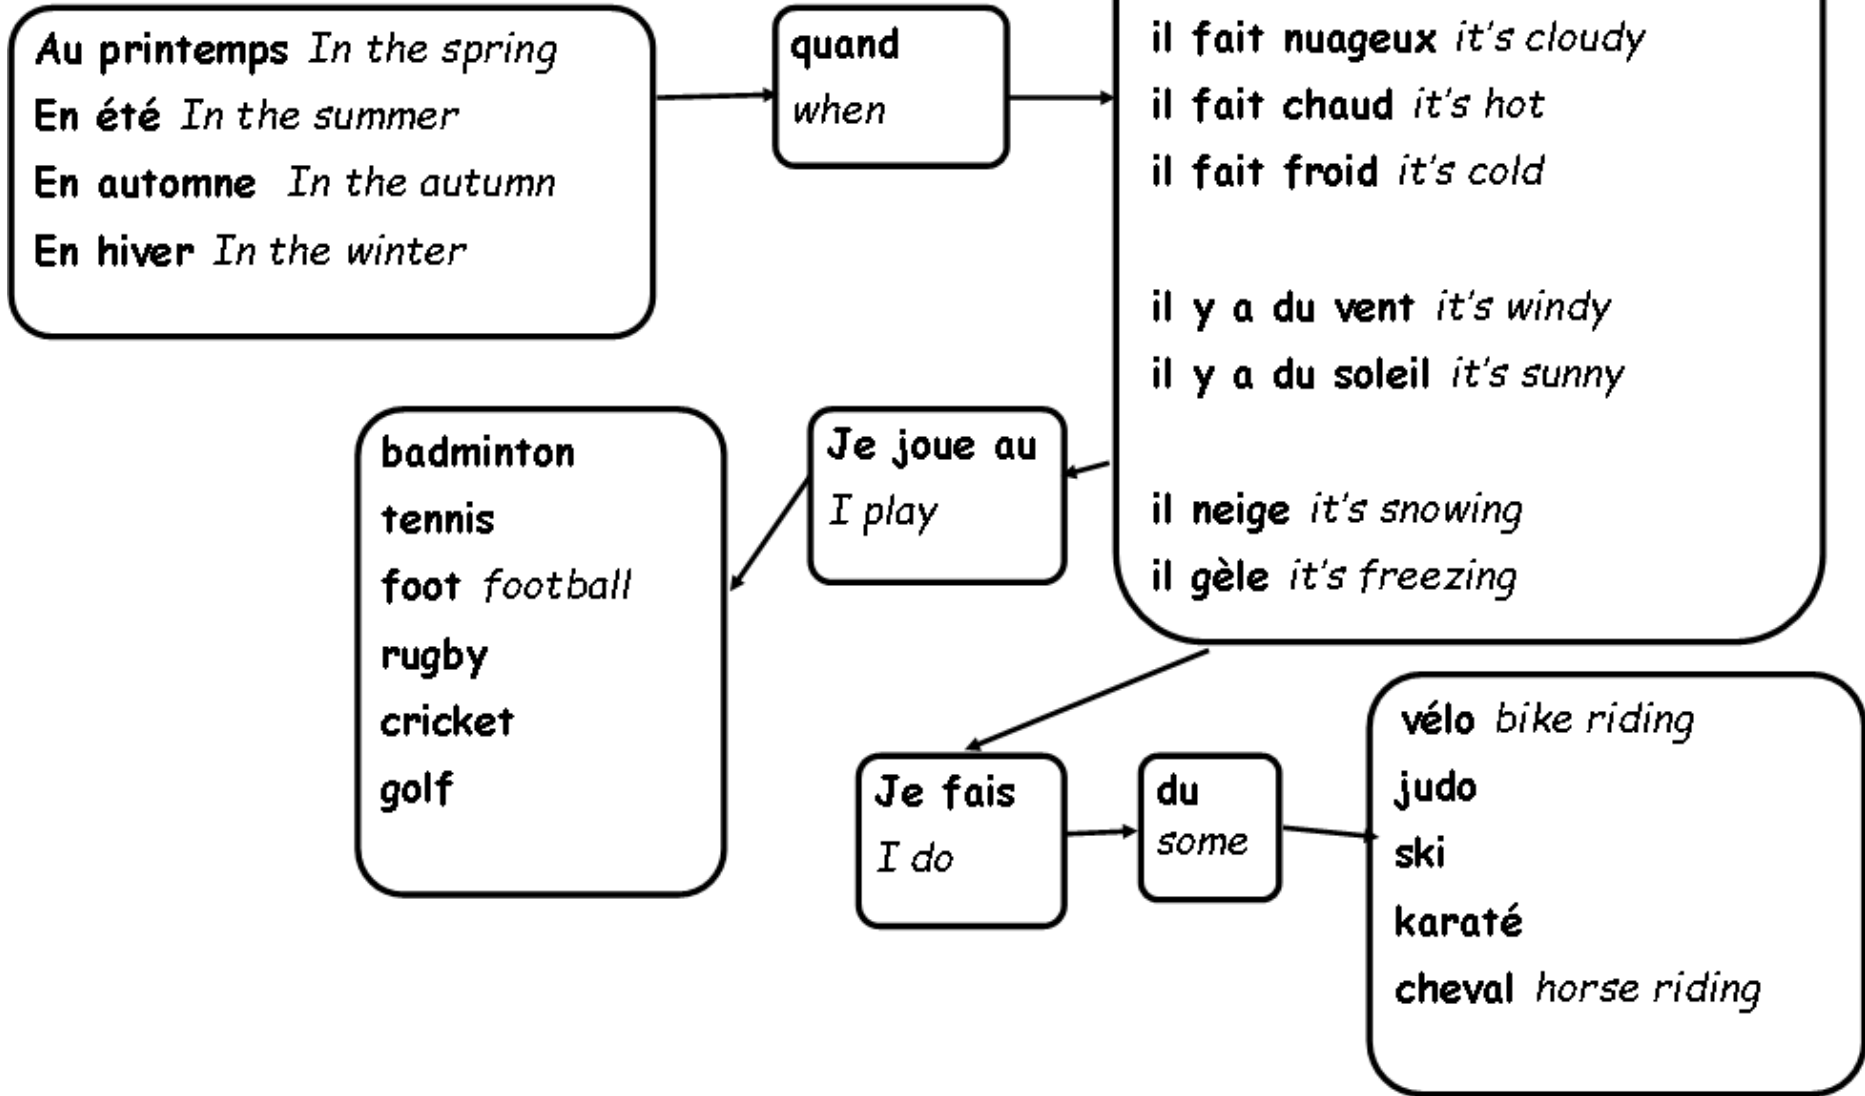 Au printemps In the spring
En été In the summer
En automne In the autumn
En hiver In the winter
quand
when
il fait nuageux it's cloudy
il fait chaud it's hot
il fait froid it's cold
il y a du vent it's windy
il y a du soleil it's sunny
il neige it's snowing
il gèle it's freezing
Je joue au
I play
badminton
tennis
foot football
rugby
cricket
golf
Je fais
I do
du
some
vélo bike riding
judo
ski
karaté
cheval horse riding